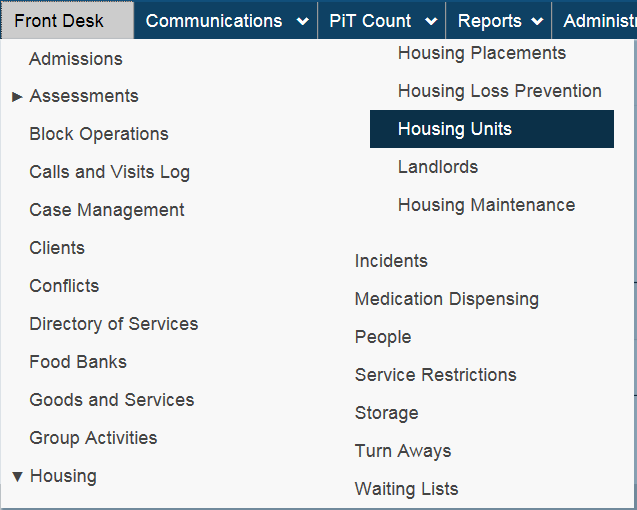 Front Desk
Communications
PiT Count
Reports
Administr
Admissions
Assessments
Block Operations
Calls and Visits Log
Case Management
Clients
Conflicts
Directory of Services
Food Banks
Goods and Services
Group Activities
Housing
Housing Placements
Housing Loss Prevention
Housing Units
Landlords
Housing Maintenance
Incidents
Medication Dispensing
People
Service Restrictions
Storage
Turn Aways
Waiting Lists